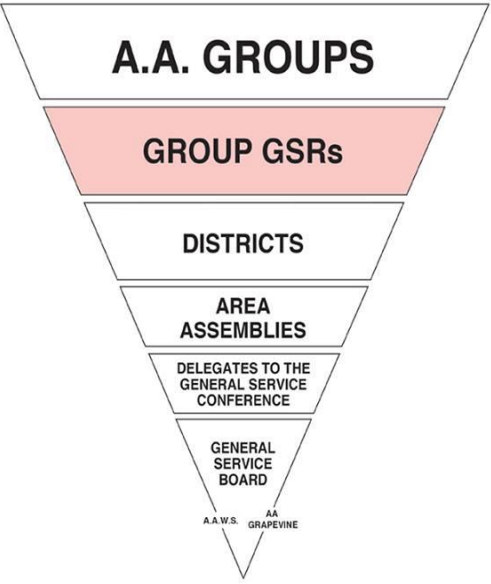 A.A. GROUPS
GROUP GSRs
DISTRICTS
AREA
ASSEMBLIES
DELEGATES TO THE
GENERAL SERVICE
CONFERENCE
GENERAL
SERVICE
BOARD
A.A.W.S.
AA
GRAPEVINE